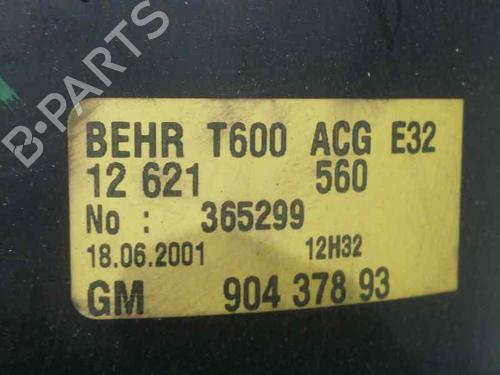 B-PARTS
BEHR T600 ACG E32
12 621 560
No : 365299
18.06.2001 12H32
GM 904 378 93